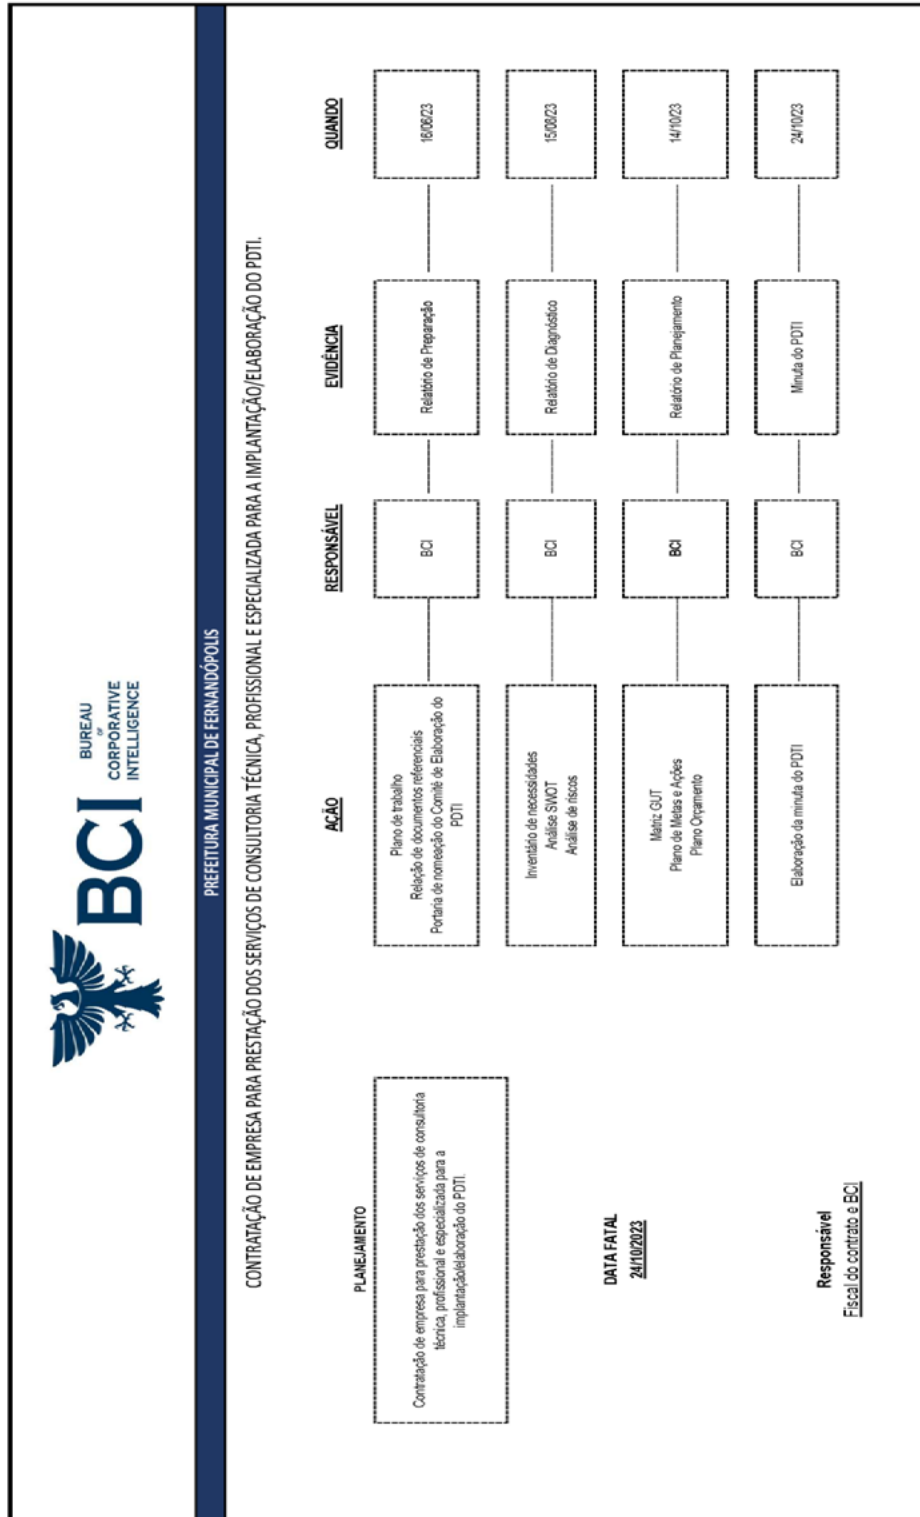 BCI
BUREAU
OF
CORPORATIVE
INTELLIGENCE
PREFEITURA MUNICIPAL DE FERNANDÓPOLIS
CONTRATAÇÃO DE EMPRESA PARA PRESTAÇÃO DOS SERVIÇOS DE CONSULTORIA TÉCNICA, PROFISSIONAL E ESPECIALIZADA PARA A IMPLANTAÇÃO/ELABORAÇÃO DO PDTI.
PLANEJAMENTO
Contratação de empresa para prestação dos serviços de consultoria
técnica, profissional e especializada para a
implantação/elaboração do PDTI.
DATA FATAL
24/10/2023
Responsável
Fiscal do contrato e BCI
AÇÃO
RESPONSÁVEL
EVIDÊNCIA
QUANDO
Plano de trabalho
Relação de documentos referenciais
Portaria de nomeação do Comitê de Elaboração do
PDTI
BCI
Relatório de Preparação
16/06/23
Inventário de necessidades
Análise SWOT
Análise de riscos
BCI
Relatório de Diagnóstico
15/08/23
Matriz GUT
Plano de Metas e Ações
Plano Orçamento
BCI
Relatório de Planejamento
14/10/23
Elaboração da minuta do PDTI
BCI
Minuta do PDTI
24/10/23